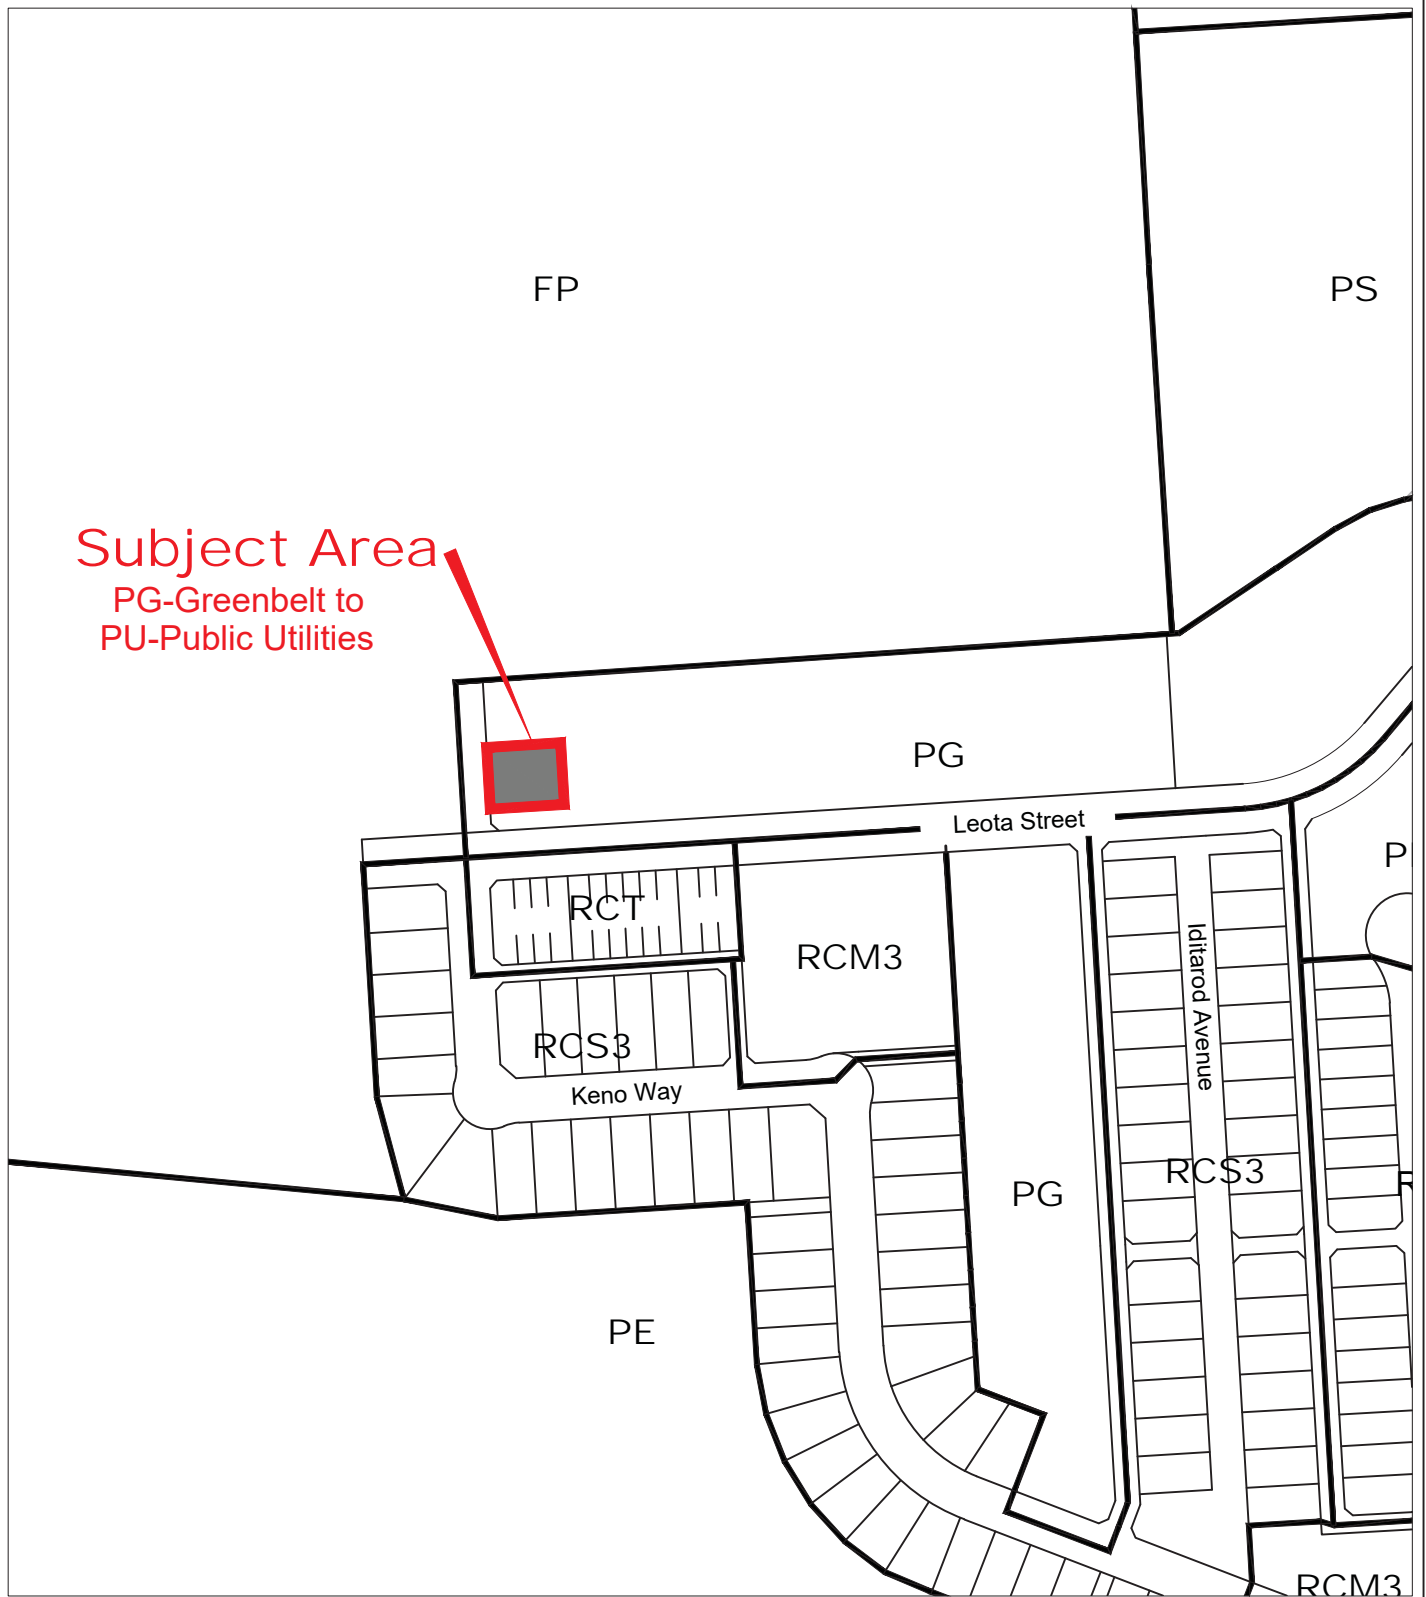 FP
PS
Subject Area
PG-Greenbelt to
PU-Public Utilities
PG
Leota Street
P
RCT
RCM3
Iditarod Avenue
RCS3
Keno Way
RCS3
PG
PE
RCM3